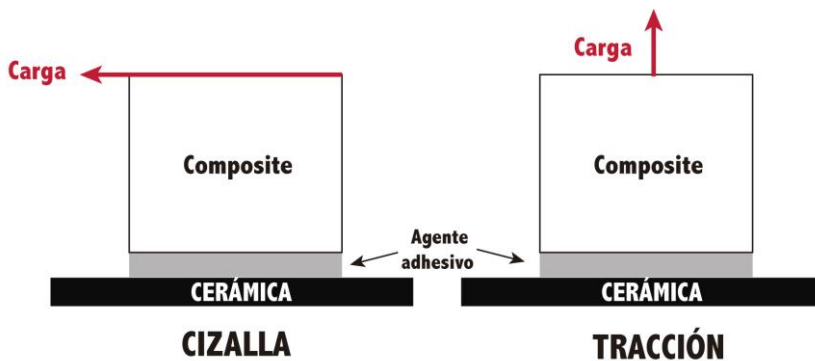 Carga
Carga
Composite
Composite
Agente
adhesivo
CERÁMICA
CERÁMICA
CIZALLA
TRACCIÓN